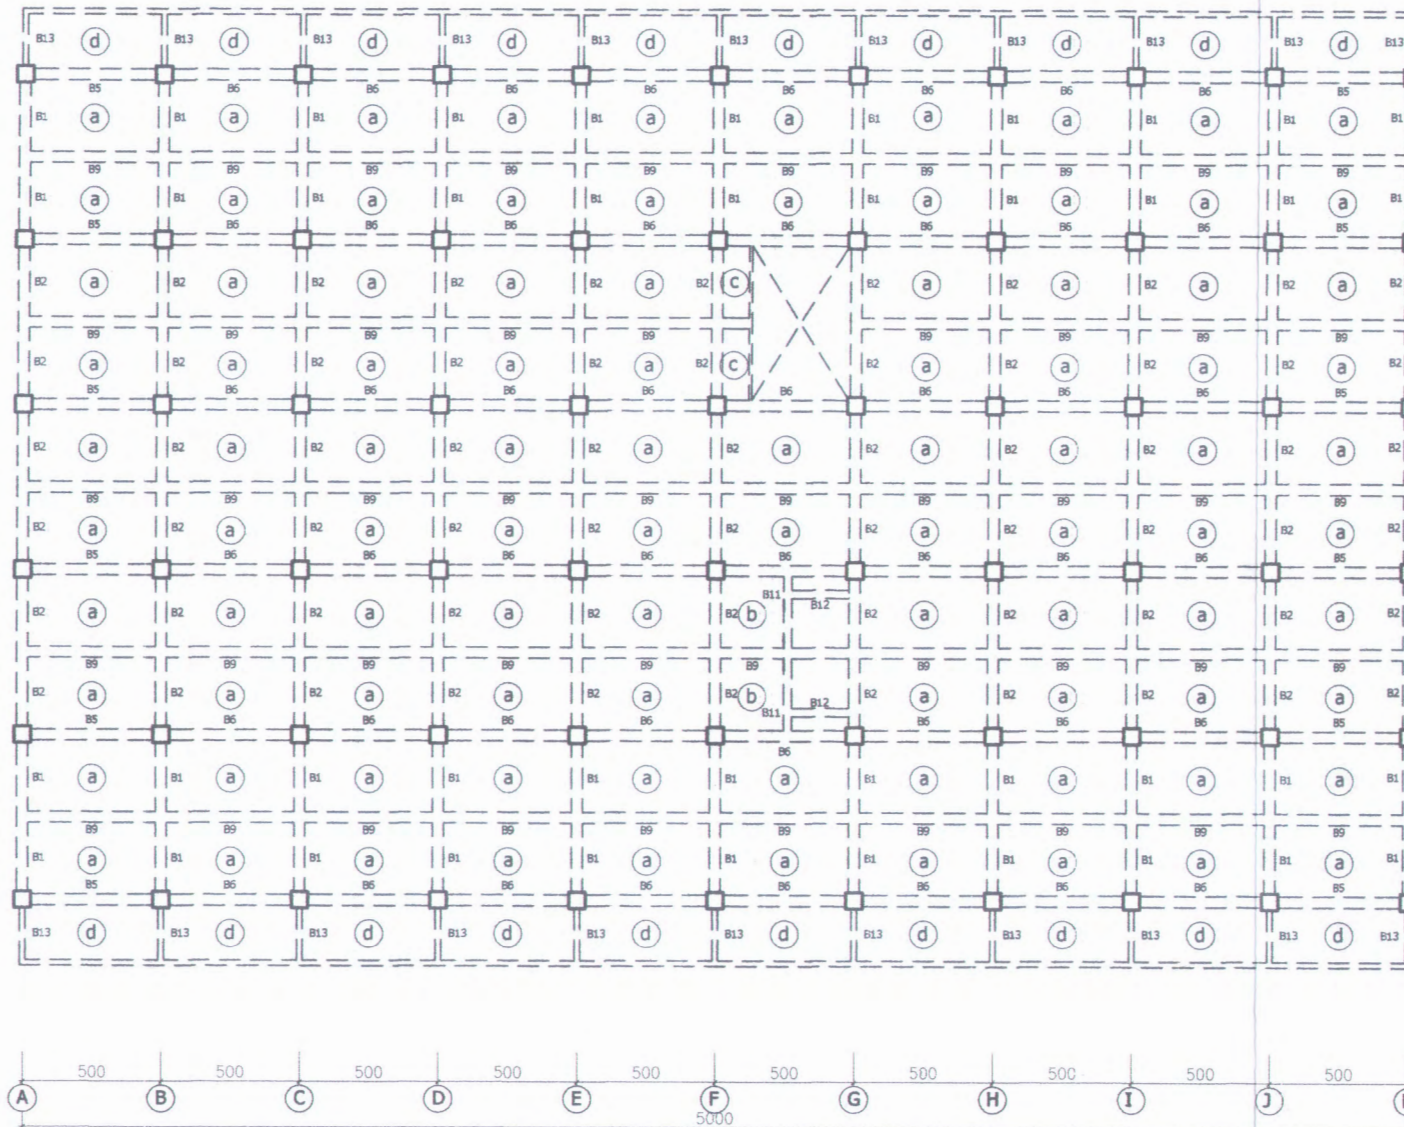 B13 d B13 d B13 d B13 d B13 d B13 d B13 d B13 d B13 d B13 d B13
B5 B6 B6 B6 B6 B6 B6 B6 B6 B5
B1 a B1 a B1 a B1 a B1 a B1 a B1 a B1 a B1 a B1 a B1
B9 B9 B9 B9 B9 B9 B9 B9 B9 B9
B1 a B1 a B1 a B1 a B1 a B1 a B1 a B1 a B1 a B1 a B1
B5 B6 B6 B6 B6 B6 B6 B6 B6 B5
B2 a B2 a B2 a B2 a B2 a B2 c B2 a B2 a B2 a B2 a B2
B9 B9 B9 B9 B9 B9 B9 B9 B9
B2 a B2 a B2 a B2 a B2 a B2 c B2 a B2 a B2 a B2 a B2
B5 B6 B6 B6 B6 B6 B6 B6 B6 B5
B2 a B2 a B2 a B2 a B2 a B2 a B2 a B2 a B2 a B2 a B2
B9 B9 B9 B9 B9 B9 B9 B9 B9 B9
B2 a B2 a B2 a B2 a B2 a B2 a B2 a B2 a B2 a B2 a B2
B5 B6 B6 B6 B6 B6 B6 B6 B6 B5
B11 B12
B2 a B2 a B2 a B2 a B2 a B2 b B2 a B2 a B2 a B2 a B2
B9 B9 B9 B9 B9 B9 B9 B9 B9 B9
B2 a B2 a B2 a B2 a B2 a B2 b B2 a B2 a B2 a B2 a B2
B11 B12
B5 B6 B6 B6 B6 B6 B6 B6 B5
B6
B1 a B1 a B1 a B1 a B1 a B1 a B1 a B1 a B1 a B1 a B1
B9 B9 B9 B9 B9 B9 B9 B9 B9 B9
B1 a B1 a B1 a B1 a B1 a B1 a B1 a B1 a B1 a B1 a B1
B5 B6 B6 B6 B6 B6 B6 B6 B6 B5
B13 d B13 d B13 d B13 d B13 d B13 d B13 d B13 d B13 d B13 d B13
500 500 500 500 500 500 500 500 500 500
A B C D E F G H I J
5000